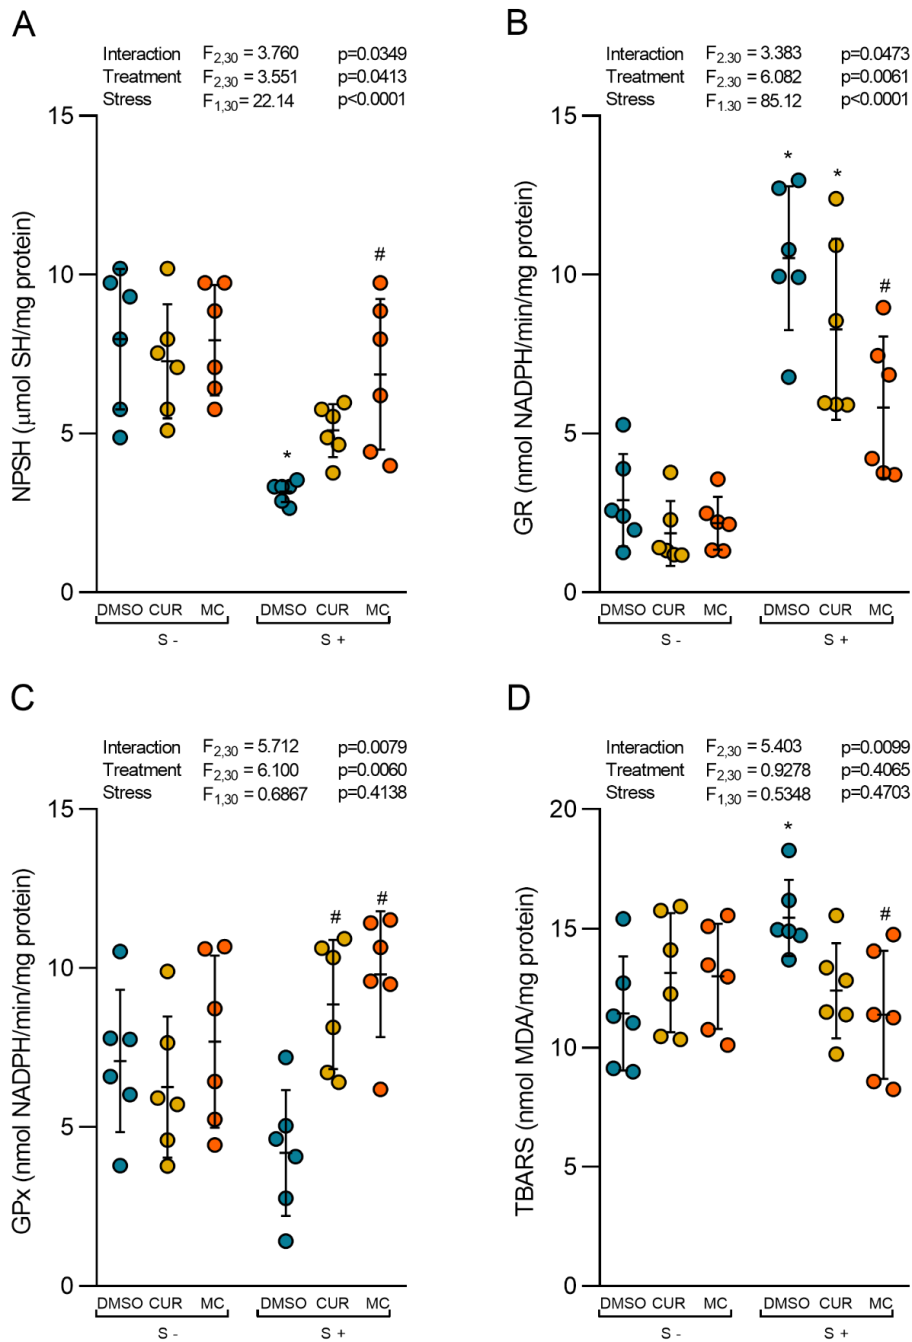 A
Interaction F2,30 = 3.760 p=0.0349
Treatment F2,30 = 3.551 p=0.0413
Stress F1,30= 22.14 p<0.0001
15
10
5
0
NPSH (μmol SH/mg protein)
#
*
DMSO CUR MC DMSO CUR MC
S - S +
B
Interaction F2,30 = 3.383 p=0.0473
Treatment F2.30 = 6.082 p=0.0061
Stress F1.30 = 85.12 p<0.0001
15
10
5
0
GR (nmol NADPH/min/mg protein)
* *
#
DMSO CUR MC DMSO CUR MC
S - S +
C
Interaction F2,30 = 5.712 p=0.0079
Treatment F2,30 = 6.100 p=0.0060
Stress F1,30 = 0.6867 p=0.4138
15
10
5
0
GPx (nmol NADPH/min/mg protein)
# #
DMSO CUR MC DMSO CUR MC
S - S +
D
Interaction F2,30 = 5.403 p=0.0099
Treatment F2,30 = 0.9278 p=0.4065
Stress F1,30 = 0.5348 p=0.4703
20
15
10
5
0
TBARS (nmol MDA/mg protein)
*
#
DMSO CUR MC DMSO CUR MC
S - S +